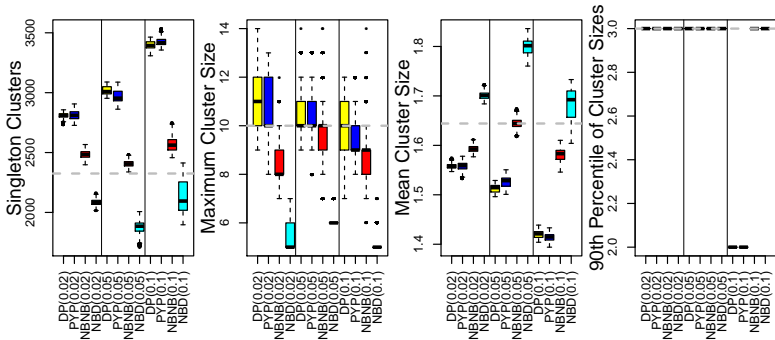 Singleton Clusters
3500
3000
2500
2000
DP(0.02)
PYP(0.02)
NBNB(0.02)
NBD(0.02)
DP(0.05)
PYP(0.05)
NBNB(0.05)
NBD(0.05)
DP(0.1)
PYP(0.1)
NBNB(0.1)
NBD(0.1)
Maximum Cluster Size
14
12
10
8
6
DP(0.02)
PYP(0.02)
NBNB(0.02)
NBD(0.02)
DP(0.05)
PYP(0.05)
NBNB(0.05)
NBD(0.05)
DP(0.1)
PYP(0.1)
NBNB(0.1)
NBD(0.1)
Mean Cluster Size
1.8
1.7
1.6
1.5
1.4
DP(0.02)
PYP(0.02)
NBNB(0.02)
NBD(0.02)
DP(0.05)
PYP(0.05)
NBNB(0.05)
NBD(0.05)
DP(0.1)
PYP(0.1)
NBNB(0.1)
NBD(0.1)
90th Percentile of Cluster Sizes
3.0
2.8
2.6
2.4
2.2
2.0
DP(0.02)
PYP(0.02)
NBNB(0.02)
NBD(0.02)
DP(0.05)
PYP(0.05)
NBNB(0.05)
NBD(0.05)
DP(0.1)
PYP(0.1)
NBNB(0.1)
NBD(0.1)